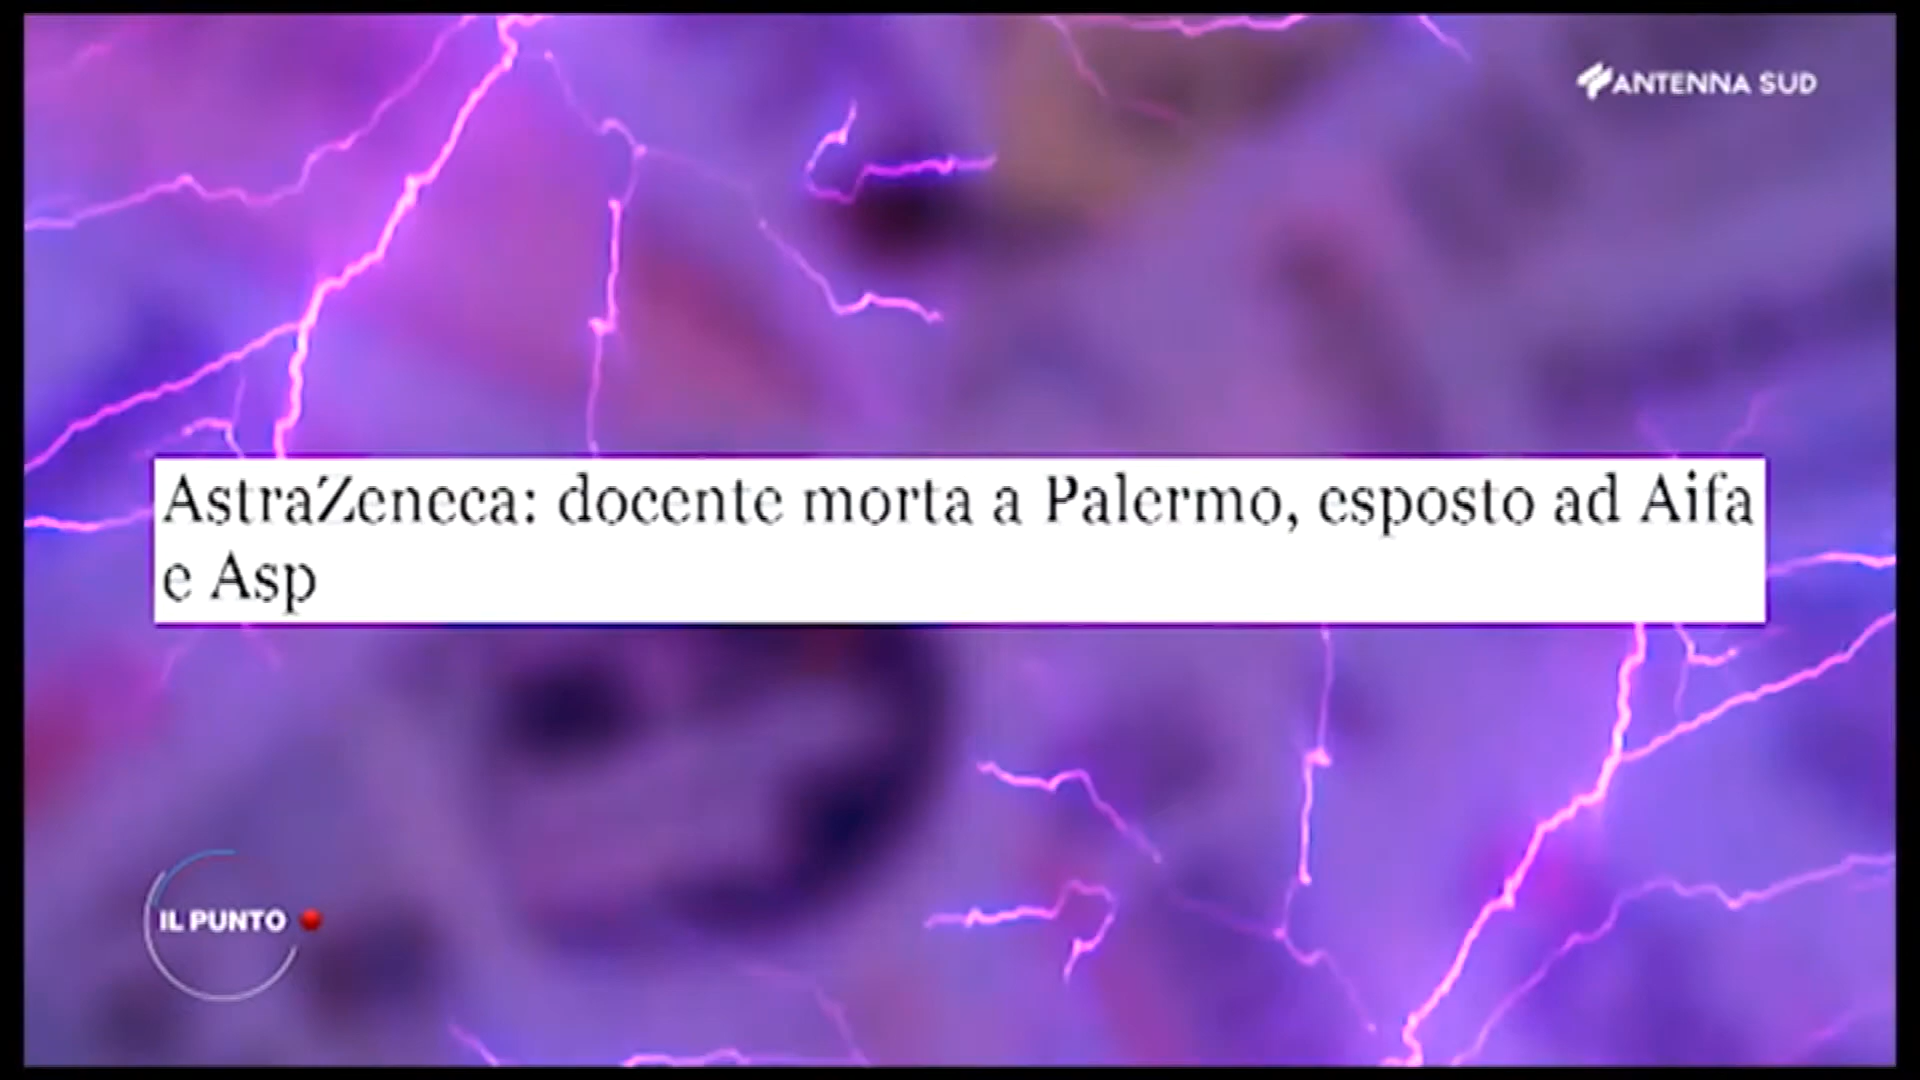 ANTENNA SUD
AstraZeneca: docente morta a Palermo, esposto ad Aifa
e Asp
IL PUNTO